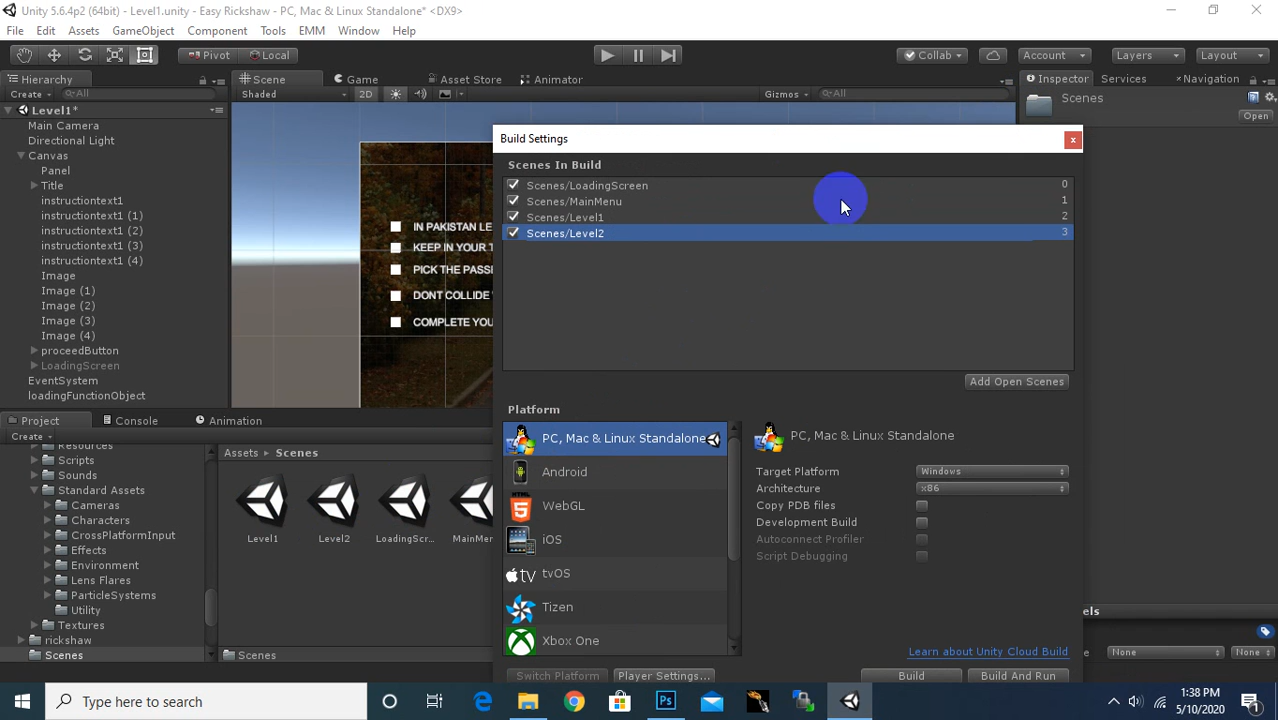 Unity 5.6.4p2 (64bit) - Level1.unity - Easy Rickshaw - PC, Mac & Linux Standalone* <DX9>
File Edit Assets GameObject Component Tools EMM Window Help
Pivot Local Collab Account Layers Layout
Hierarchy Scene Game Asset Store Animator Inspector Services Navigation
Create All Shaded 2D Gizmos All Scenes
Open
Level1*
Main Camera
Directional Light
Canvas
Panel
Title
instructiontext1
instructiontext1 (1)
instructiontext1 (2)
instructiontext1 (3)
instructiontext1 (4)
Image
Image (1)
Image (2)
Image (3)
Image (4)
proceedButton
LoadingScreen
EventSystem
loadingFunctionObject
IN PAKISTAN LE
KEEP IN YOUR T
PICK THE PASSE
DONT COLLIDE
COMPLETE YOU
Build Settings x
Scenes In Build
Scenes/LoadingScreen 0
Scenes/MainMenu 1
Scenes/Level1 2
Scenes/Level2 3
Add Open Scenes
Platform
PC, Mac & Linux Standalone
Android
WebGL
iOS
tvOS
Tizen
Xbox One
PC, Mac & Linux Standalone
Target Platform Windows
Architecture x86
Copy PDB files
Development Build
Autoconnect Profiler
Script Debugging
Learn about Unity Cloud Build
Switch Platform Player Settings... Build Build And Run
Project Console Animation
Create
Resources
Scripts
Sounds
Standard Assets
Cameras
Characters
CrossPlatformInput
Effects
Environment
Lens Flares
ParticleSystems
Utility
Textures
rickshaw
Scenes
Assets Scenes
Level1 Level2 LoadingScr... MainMen
Scenes
None None
Type here to search
1:38 PM
5/10/2020
1